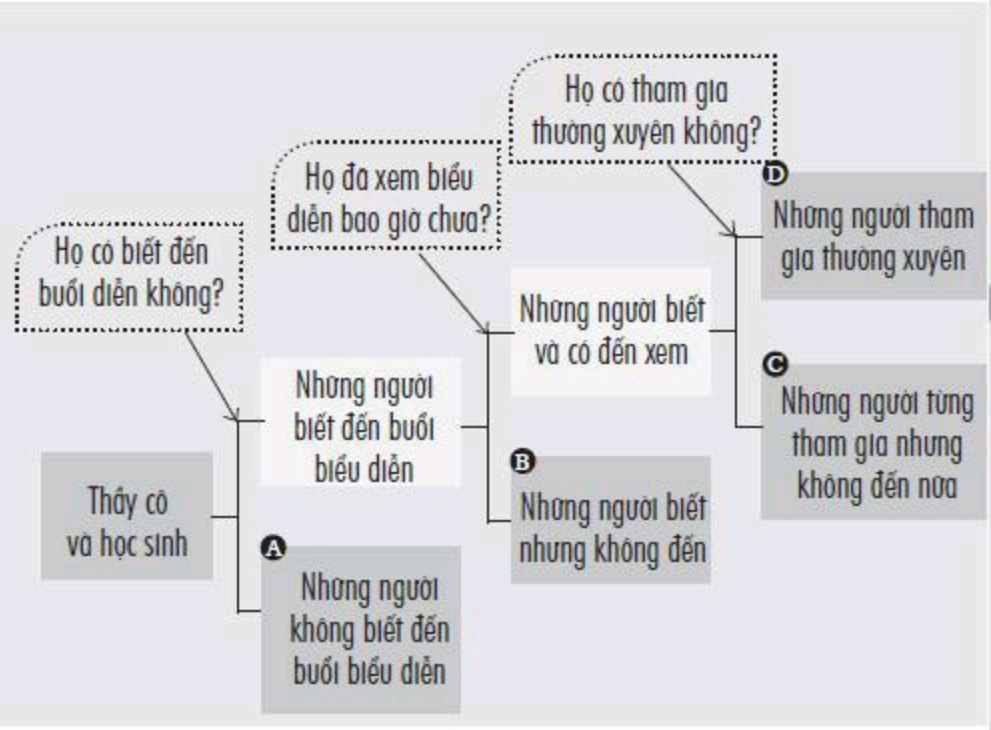 Họ có tham gia
thường xuyên không?
Họ đã xem biểu
diễn bao giờ chưa?
Họ có biết đến
buổi diễn không?
D
Những người tham
gia thường xuyên
Những người biết
và có đến xem
C
Những người từng
tham gia nhưng
không đến nữa
Những người
biết đến buổi
biểu diễn
B
Những người biết
nhưng không đến
Thầy cô
và học sinh
A
Những người
không biết đến
buổi biểu diễn